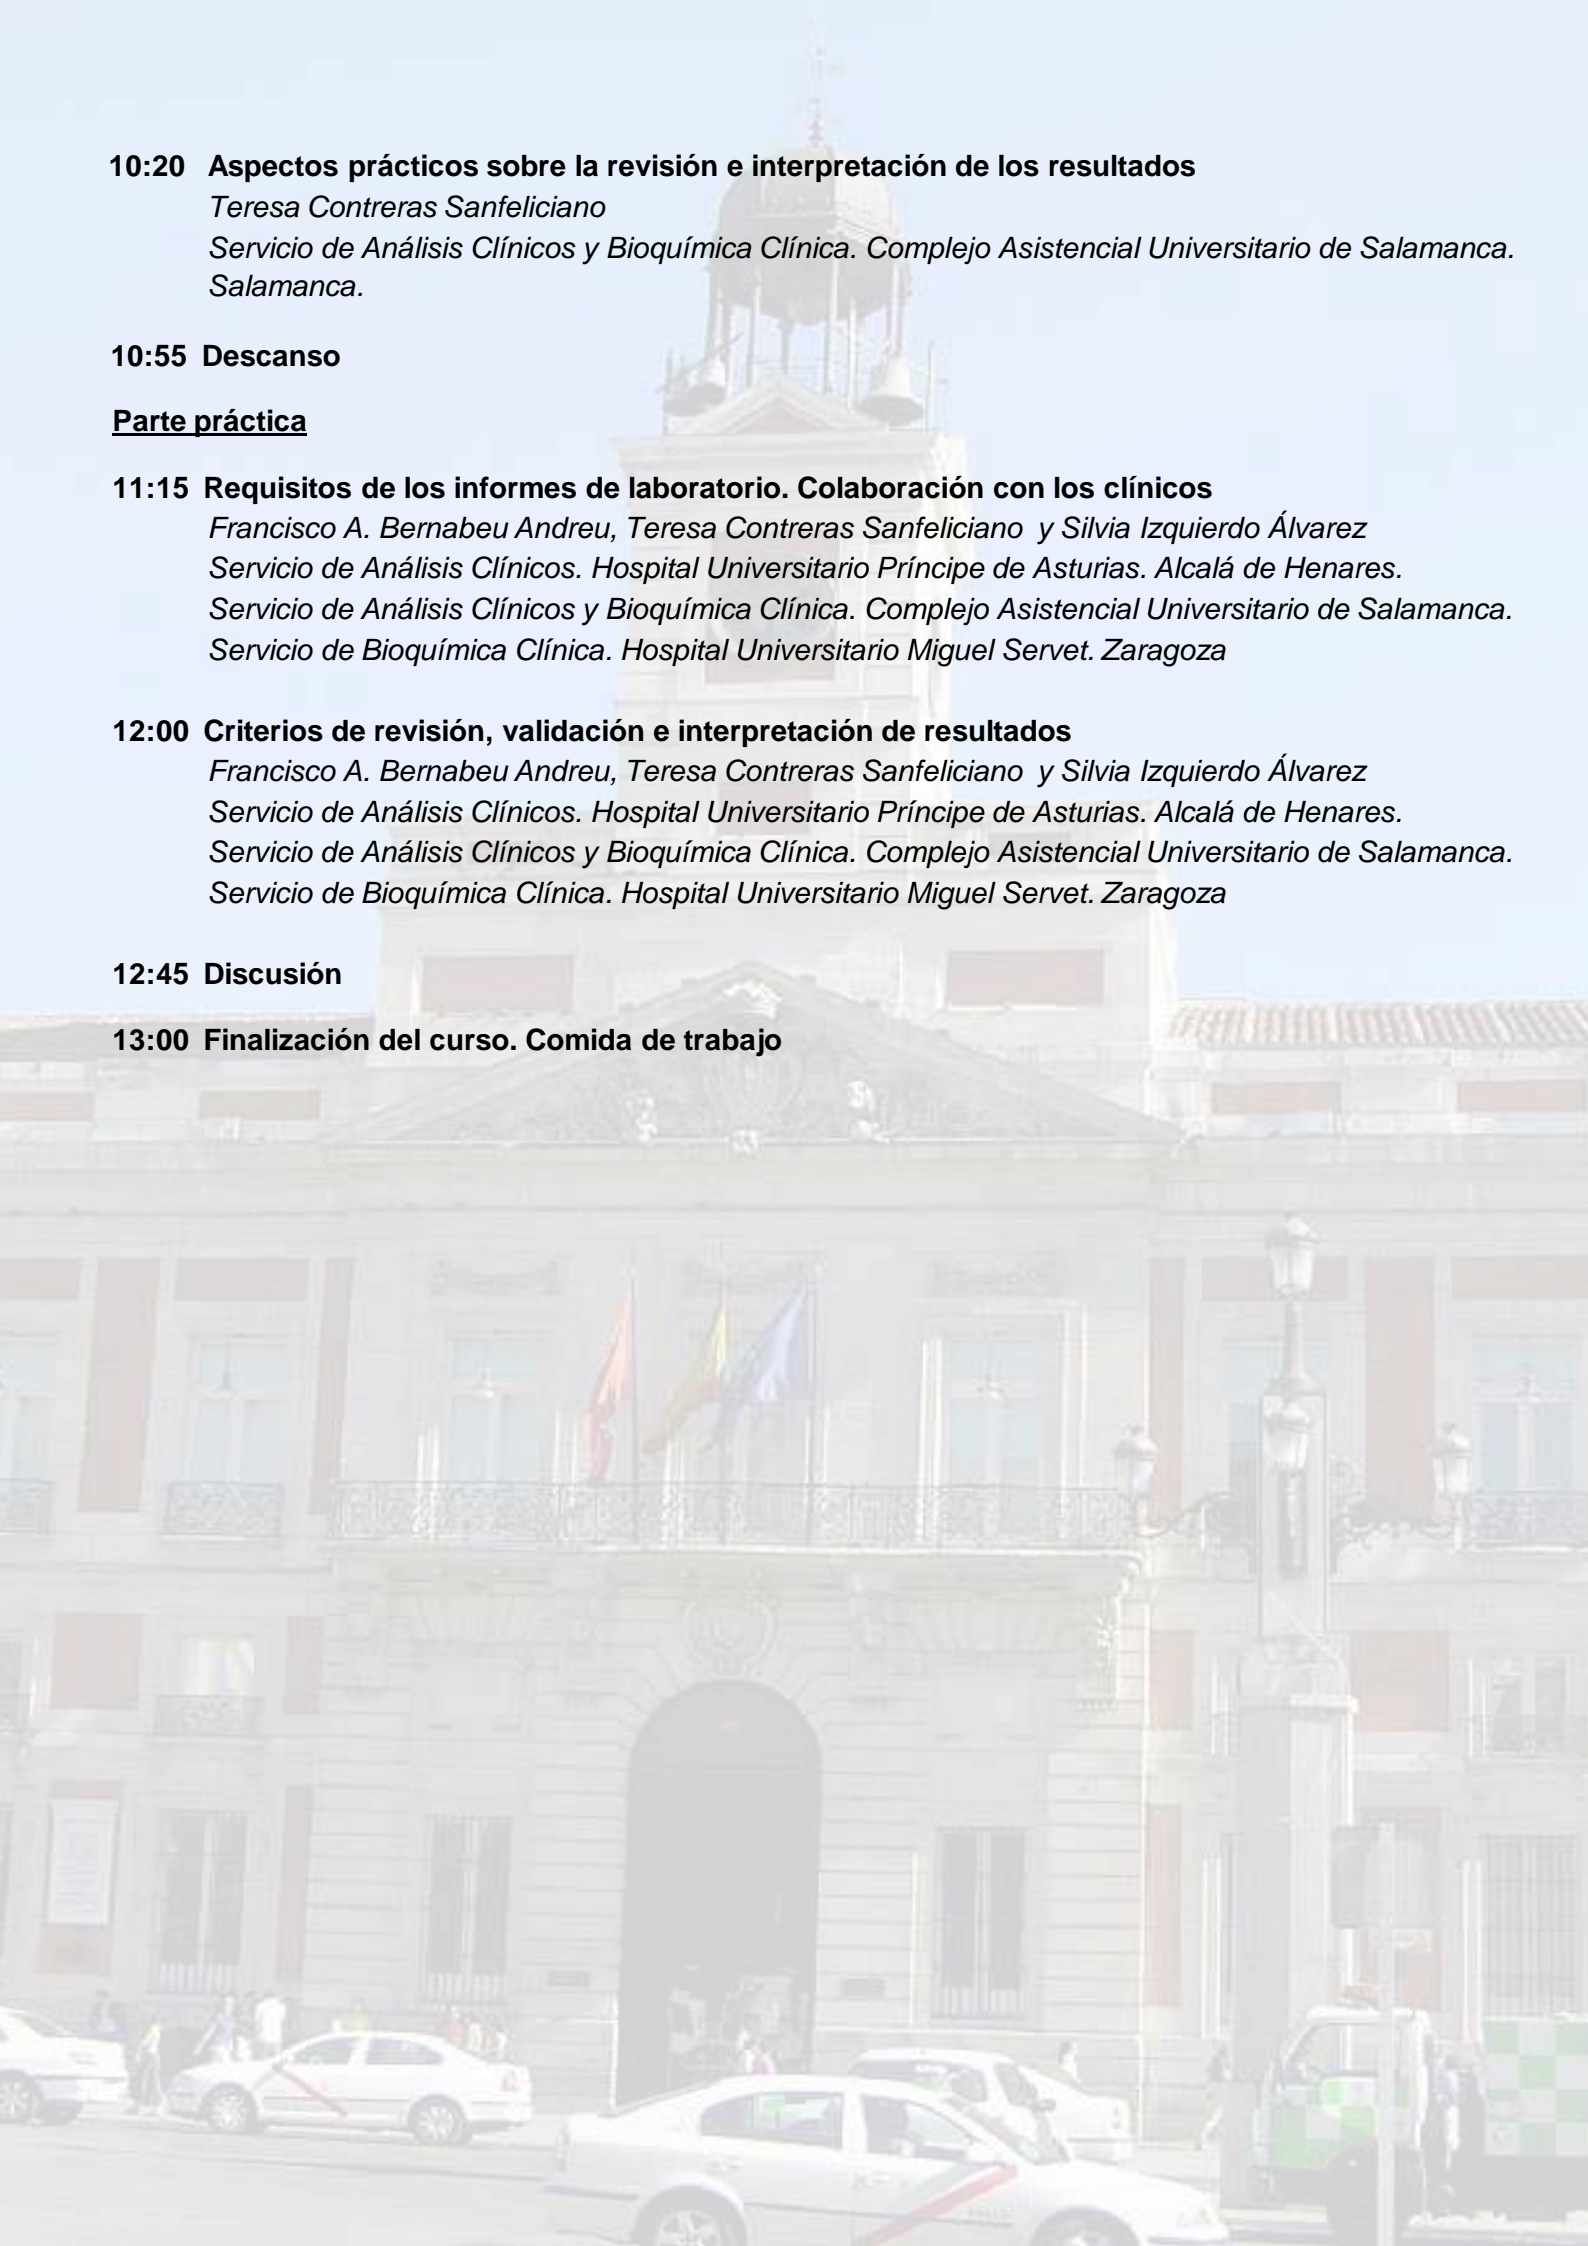 10:20 Aspectos prácticos sobre la revisión e interpretación de los resultados
Teresa Contreras Sanfeliciano
Servicio de Análisis Clínicos y Bioquímica Clínica. Complejo Asistencial Universitario de Salamanca.
Salamanca.
10:55 Descanso
Parte práctica
11:15 Requisitos de los informes de laboratorio. Colaboración con los clínicos
Francisco A. Bernabeu Andreu, Teresa Contreras Sanfeliciano y Silvia Izquierdo Álvarez
Servicio de Análisis Clínicos. Hospital Universitario Príncipe de Asturias. Alcalá de Henares.
Servicio de Análisis Clínicos y Bioquímica Clínica. Complejo Asistencial Universitario de Salamanca.
Servicio de Bioquímica Clínica. Hospital Universitario Miguel Servet. Zaragoza
12:00 Criterios de revisión, validación e interpretación de resultados
Francisco A. Bernabeu Andreu, Teresa Contreras Sanfeliciano y Silvia Izquierdo Álvarez
Servicio de Análisis Clínicos. Hospital Universitario Príncipe de Asturias. Alcalá de Henares.
Servicio de Análisis Clínicos y Bioquímica Clínica. Complejo Asistencial Universitario de Salamanca.
Servicio de Bioquímica Clínica. Hospital Universitario Miguel Servet. Zaragoza
12:45 Discusión
13:00 Finalización del curso. Comida de trabajo